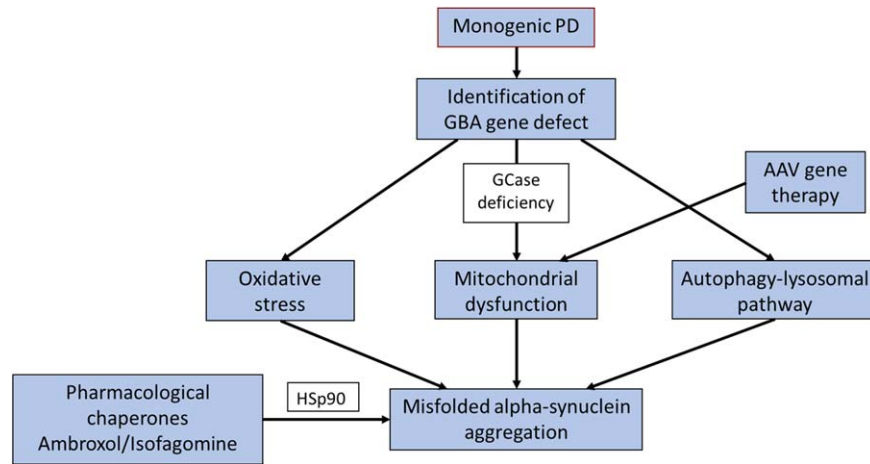 Monogenic PD
Identification of
GBA gene defect
GCase
deficiency
AAV gene
therapy
Oxidative
stress
Mitochondrial
dysfunction
Autophagy-lysosomal
pathway
Pharmacological
chaperones
Ambroxol/Isofagomine
HSp90
Misfolded alpha-synuclein
aggregation